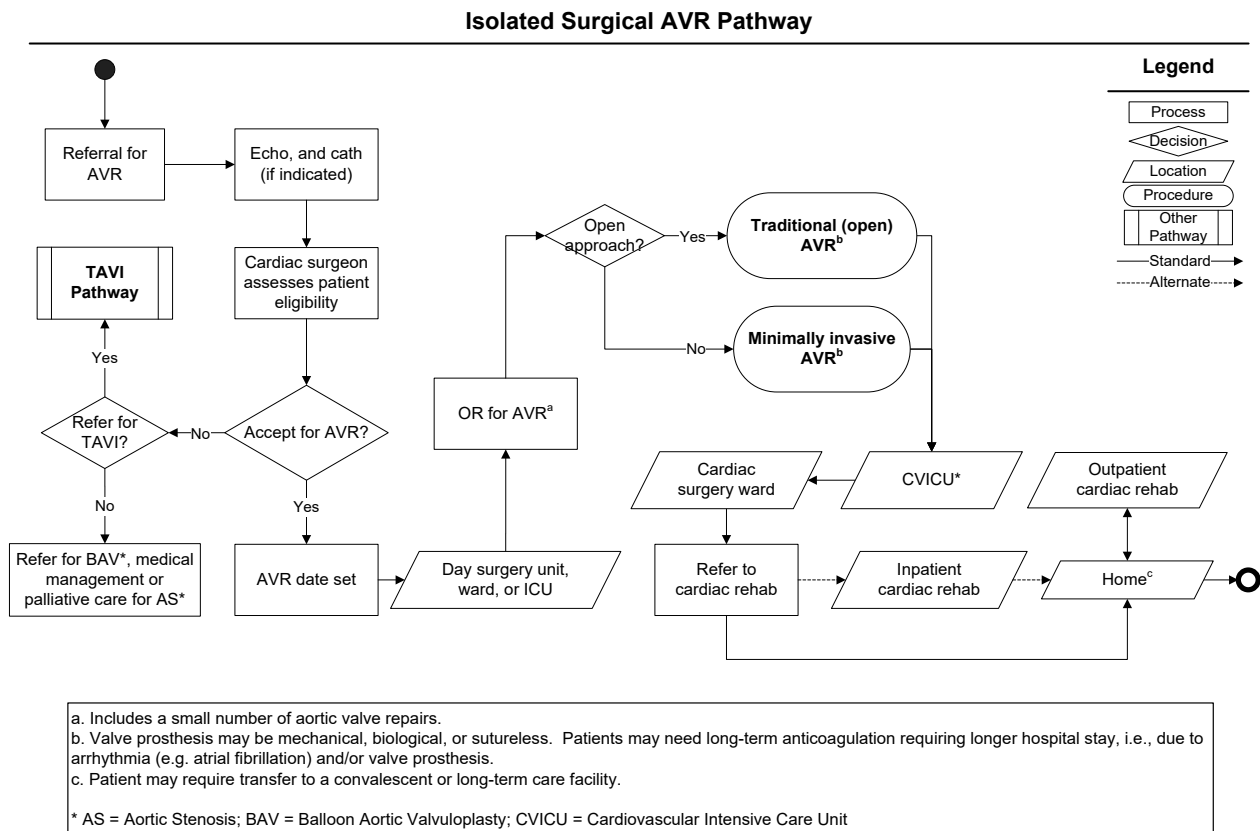 Isolated Surgical AVR Pathway
Legend
Process
Decision
Location
Procedure
Other
Pathway
Standard
Alternate
Referral for
AVR
Echo, and cath
(if indicated)
Cardiac surgeon
assesses patient
eligibility
TAVI
Pathway
Yes
Refer for
TAVI?
No
Accept for AVR?
No
Refer for BAV*, medical
management or
palliative care for AS*
Yes
AVR date set
Day surgery unit,
ward, or ICU
OR for AVRa
Open
approach?
Yes
Traditional (open)
AVRb
No
Minimally invasive
AVRb
CVICU*
Cardiac
surgery ward
Refer to
cardiac rehab
Inpatient
cardiac rehab
Outpatient
cardiac rehab
Homec
a. Includes a small number of aortic valve repairs.
b. Valve prosthesis may be mechanical, biological, or sutureless.  Patients may need long-term anticoagulation requiring longer hospital stay, i.e., due to
arrhythmia (e.g. atrial fibrillation) and/or valve prosthesis.
c. Patient may require transfer to a convalescent or long-term care facility.
* AS = Aortic Stenosis; BAV = Balloon Aortic Valvuloplasty; CVICU = Cardiovascular Intensive Care Unit